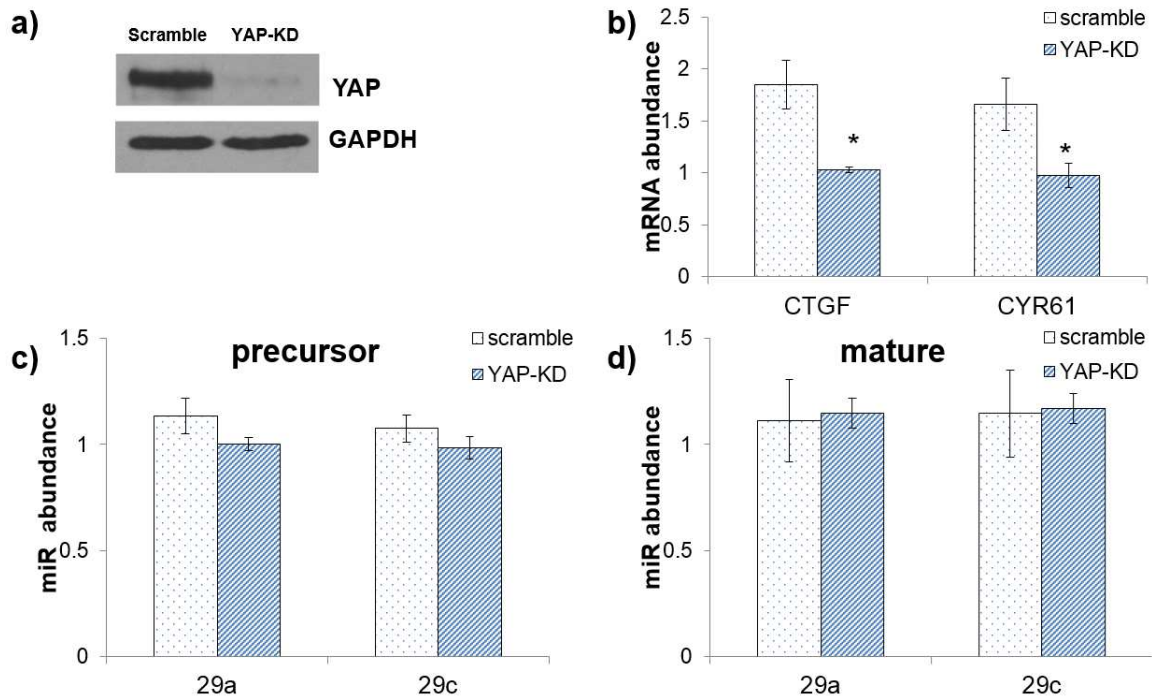 a)
Scramble YAP-KD
YAP
GAPDH
b)
mRNA abundance
2.5
2
1.5
1
0.5
0
scramble
YAP-KD
*
*
CTGF CYR61
c)
precursor
miR abundance
1.5
1
0.5
0
scramble
YAP-KD
29a 29c
d)
mature
miR abundance
1.5
1
0.5
0
scramble
YAP-KD
29a 29c